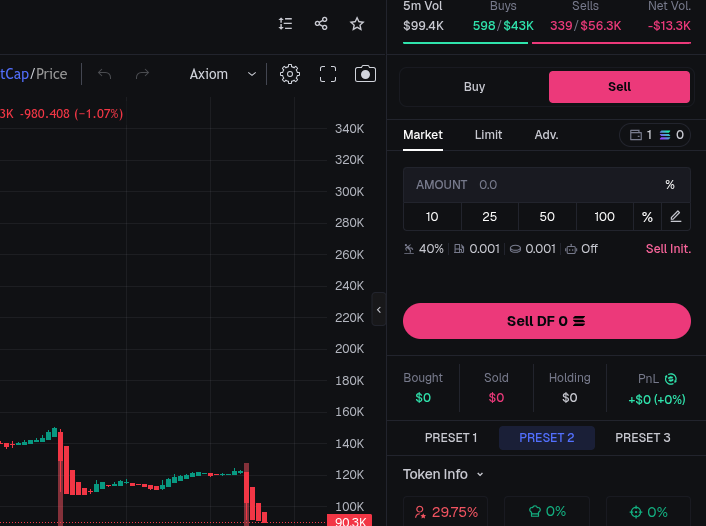 5m Vol Buys Sells Net Vol.
$99.4K 598/$43K 339/$56.3K -$13.3K
tCap/Price Axiom
Buy Sell
3K -980.408 (−1.07%)
Market Limit Adv. 1 0
AMOUNT 0.0 %
10 25 50 100 %
40% 0.001 0.001 Off Sell Init.
Sell DF 0
340K
320K
300K
280K
260K
240K
220K
200K
180K
160K
140K
120K
100K
90.3K
Bought Sold Holding PnL
$0 $0 $0 +$0 (+0%)
PRESET 1 PRESET 2 PRESET 3
Token Info
29.75% 0% 0%